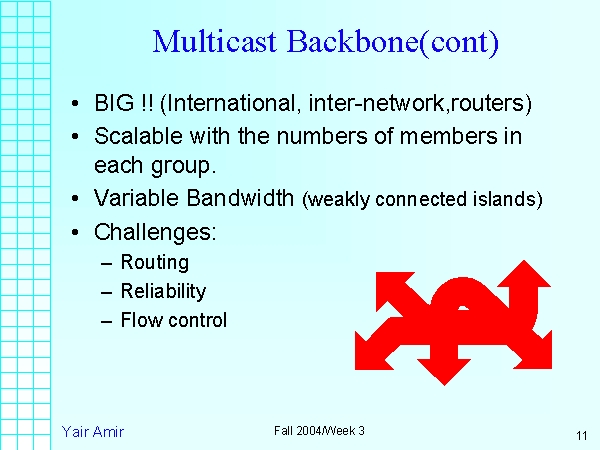 Multicast Backbone(cont)
• BIG !! (International, inter-network,routers)
• Scalable with the numbers of members in
each group.
• Variable Bandwidth (weakly connected islands)
• Challenges:
– Routing
– Reliability
– Flow control
Yair Amir
Fall 2004/Week 3
11